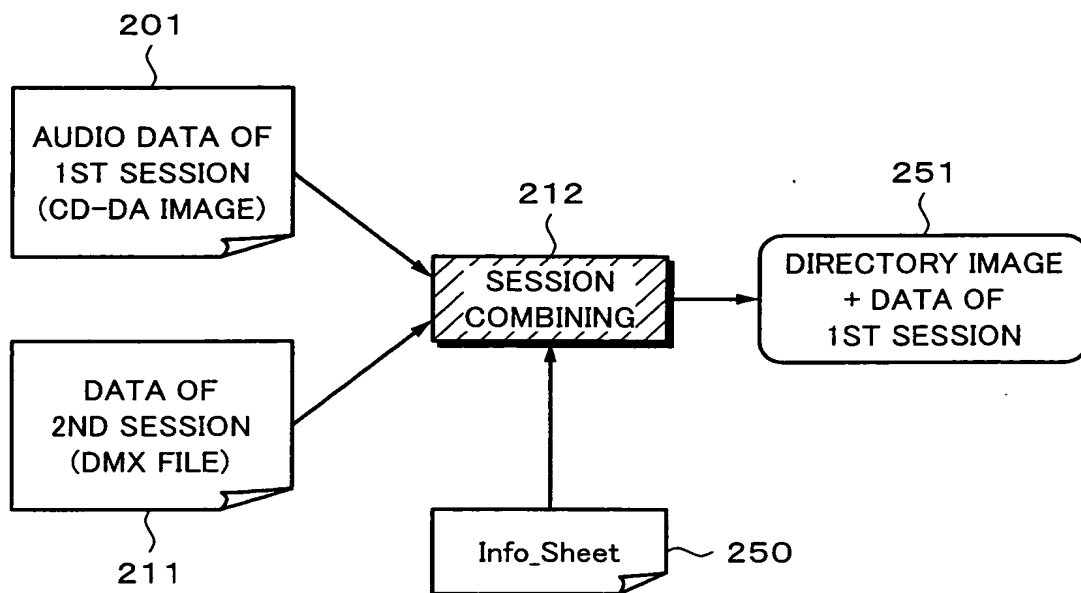 201
AUDIO DATA OF
1ST SESSION
(CD-DA IMAGE)
212
SESSION
COMBINING
251
DIRECTORY IMAGE
+ DATA OF
1ST SESSION
DATA OF
2ND SESSION
(DMX FILE)
211
Info_Sheet
250